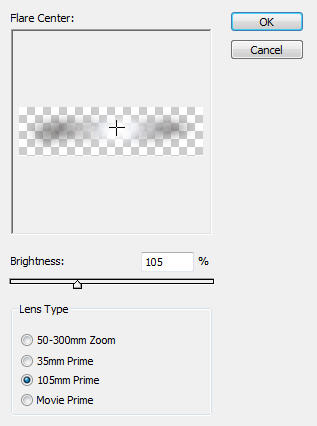 Flare Center:
OK
Cancel
Brightness: 105 %
Lens Type
50-300mm Zoom
35mm Prime
105mm Prime
Movie Prime